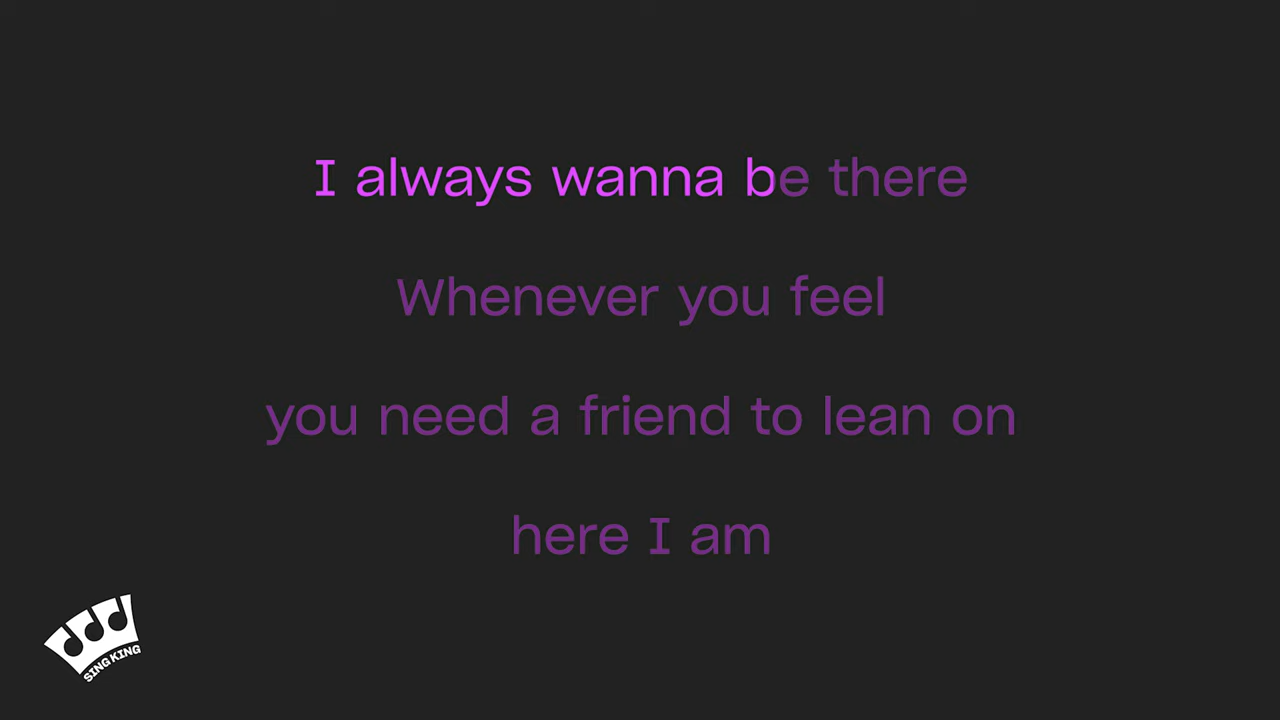 I always wanna be there
Whenever you feel
you need a friend to lean on
here I am
SING KING